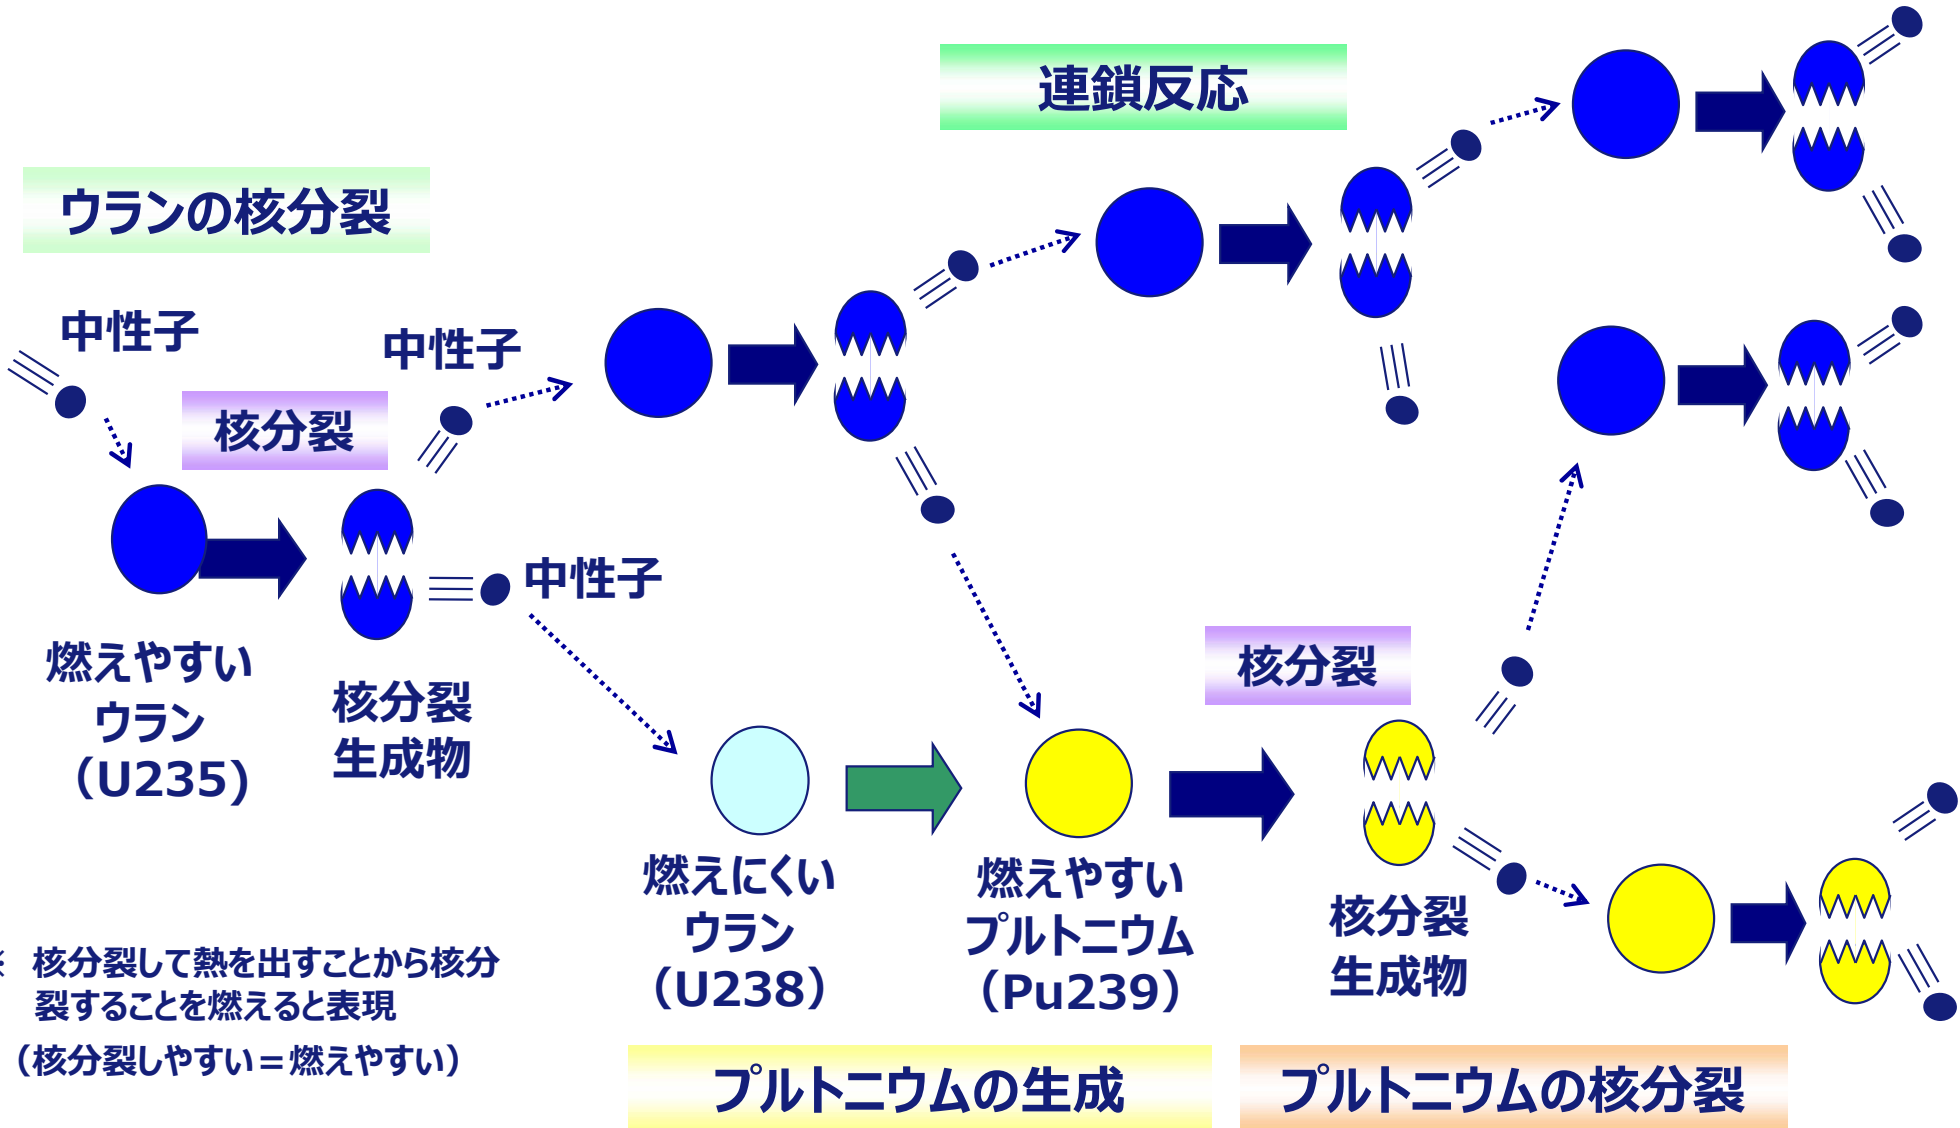 連鎖反応
ウランの核分裂
中性子
中性子
核分裂
中性子
燃えやすい
ウラン
（U235）
核分裂
生成物
核分裂
燃えにくい
ウラン
（U238）
燃えやすい
プルトニウム
（Pu239）
核分裂
生成物
※ 核分裂して熱を出すことから核分
裂することを燃えると表現
（核分裂しやすい＝燃えやすい）
プルトニウムの生成
プルトニウムの核分裂